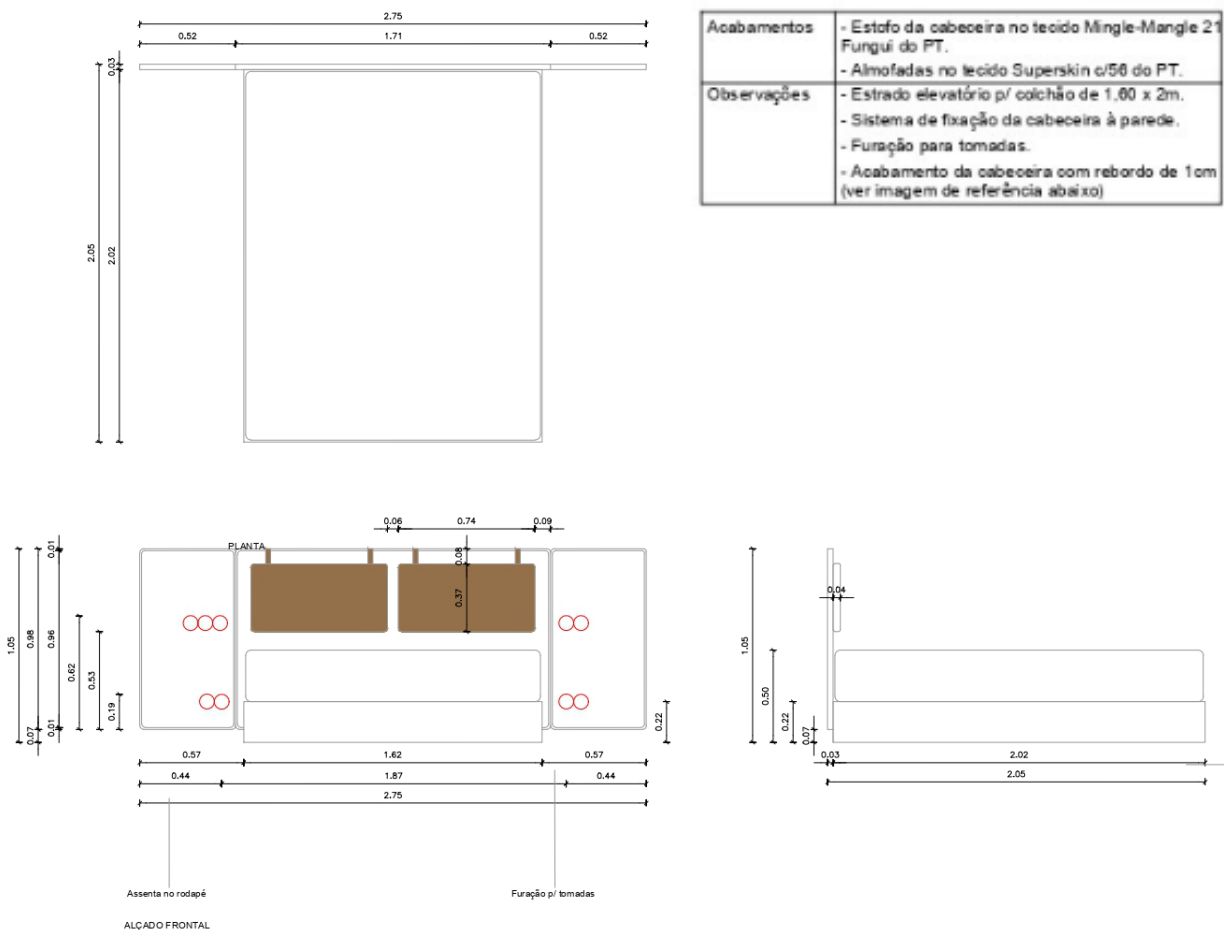 2.75
0.52 1.71 0.52
0.03
2.05
2.02
Acabamentos
- Estofo da cabeceira no tecido Mingle-Mangle 21
Fungui do PT.
- Almofadas no tecido Superskin c/56 do PT.
Observações
- Estrado elevatório p/ colchão de 1,60 x 2m.
- Sistema de fixação da cabeceira à parede.
- Furação para tomadas.
- Acabamento da cabeceira com rebordo de 1cm
(ver imagem de referência abaixo)
0.06 0.74 0.09
PLANTA
0.08
0.37
0.01
1.05
0.98
0.96
0.62
0.53
0.19
0.01
0.07
0.22
0.57 1.62 0.57
0.44 1.87 0.44
2.75
Assenta no rodapé
Furação p/ tomadas
ALÇADO FRONTAL
0.04
1.05
0.50
0.22
0.07
0.03 2.02
2.05